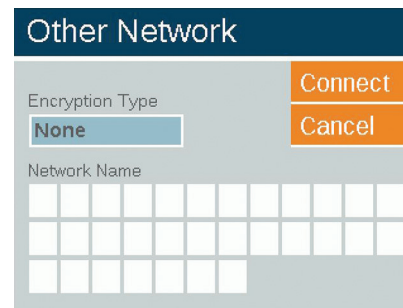 Other Network
Connect
Encryption Type
None
Cancel
Network Name